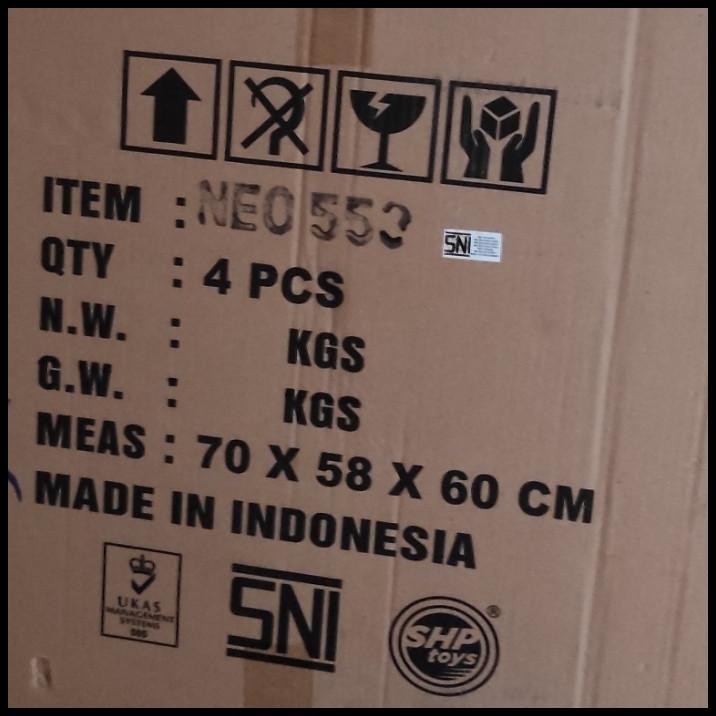 ITEM : NEO 553
SNI
QTY : 4 PCS
N.W. : KGS
G.W. : KGS
MEAS : 70 X 58 X 60 CM
MADE IN INDONESIA
UKAS
MANAGEMENT
SYSTEMS
SNI
SHP
toys
®